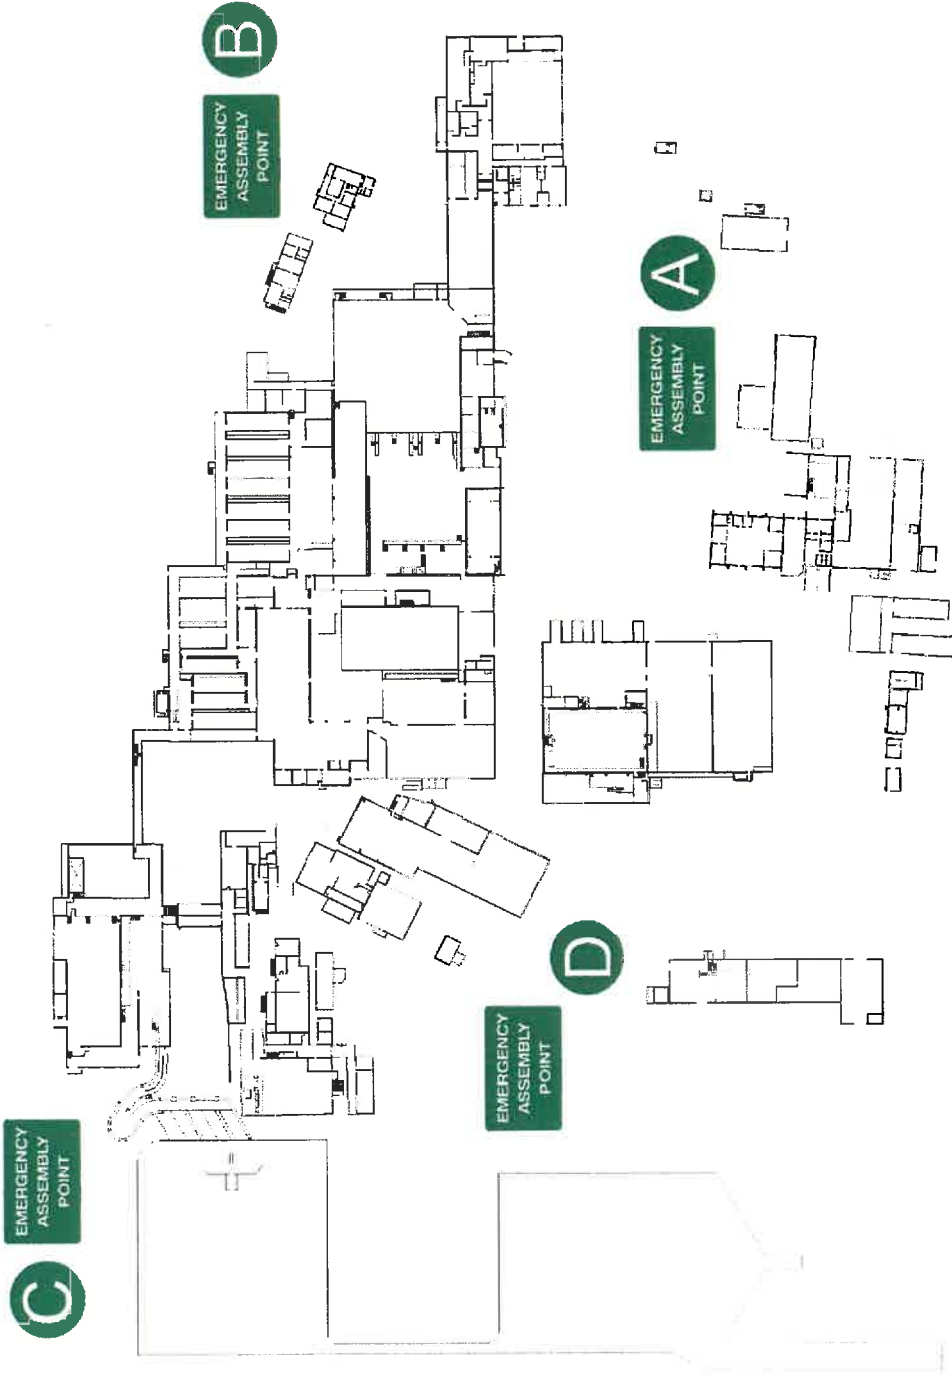 B
EMERGENCY
ASSEMBLY
POINT
A
EMERGENCY
ASSEMBLY
POINT
D
EMERGENCY
ASSEMBLY
POINT
EMERGENCY
ASSEMBLY
POINT
C